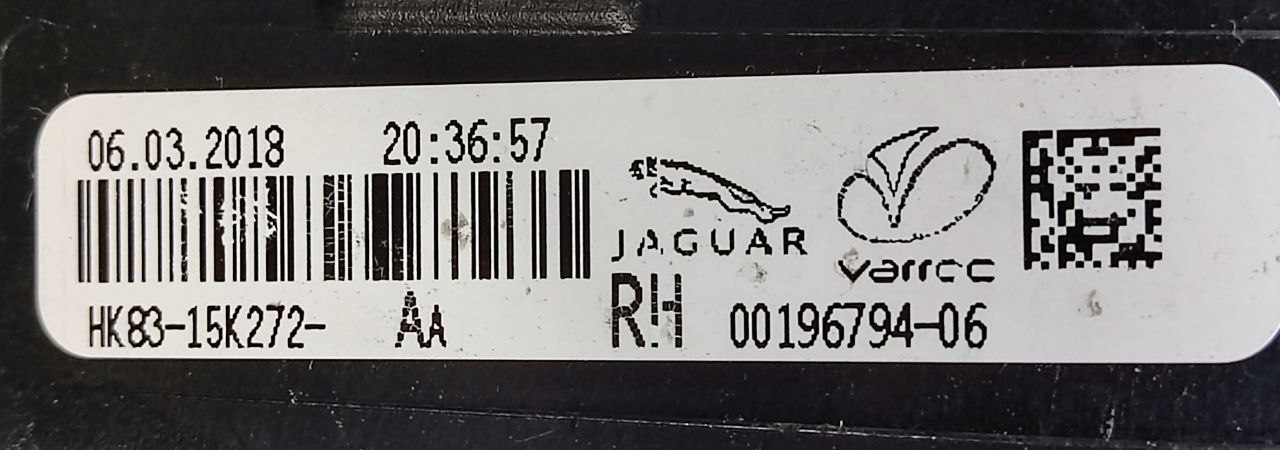 06.03.2018 20:36:57
JAGUAR
varroc
HK83-15K272- AA RH 00196794-06